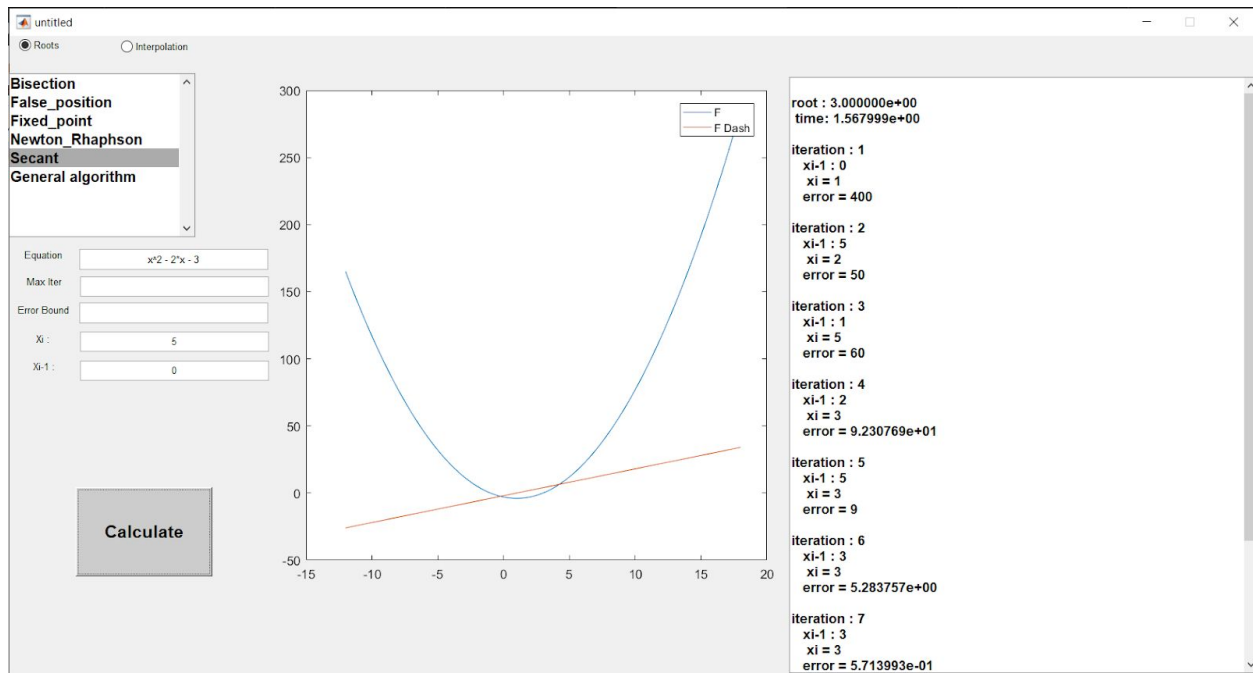 untitled
Roots
Interpolation
Bisection
False_position
Fixed_point
Newton_Rhaphson
Secant
General algorithm
Equation
x^2 - 2*x - 3
Max Iter
Error Bound
Xi :
5
Xi-1 :
0
Calculate
300
250
200
150
100
50
0
-50
-15
-10
-5
0
5
10
15
20
F
F Dash
root : 3.000000e+00
time: 1.567999e+00
iteration : 1
xi-1 : 0
xi = 1
error = 400
iteration : 2
xi-1 : 5
xi = 2
error = 50
iteration : 3
xi-1 : 1
xi = 5
error = 60
iteration : 4
xi-1 : 2
xi = 3
error = 9.230769e+01
iteration : 5
xi-1 : 5
xi = 3
error = 9
iteration : 6
xi-1 : 3
xi = 3
error = 5.283757e+00
iteration : 7
xi-1 : 3
xi = 3
error = 5.713993e-01